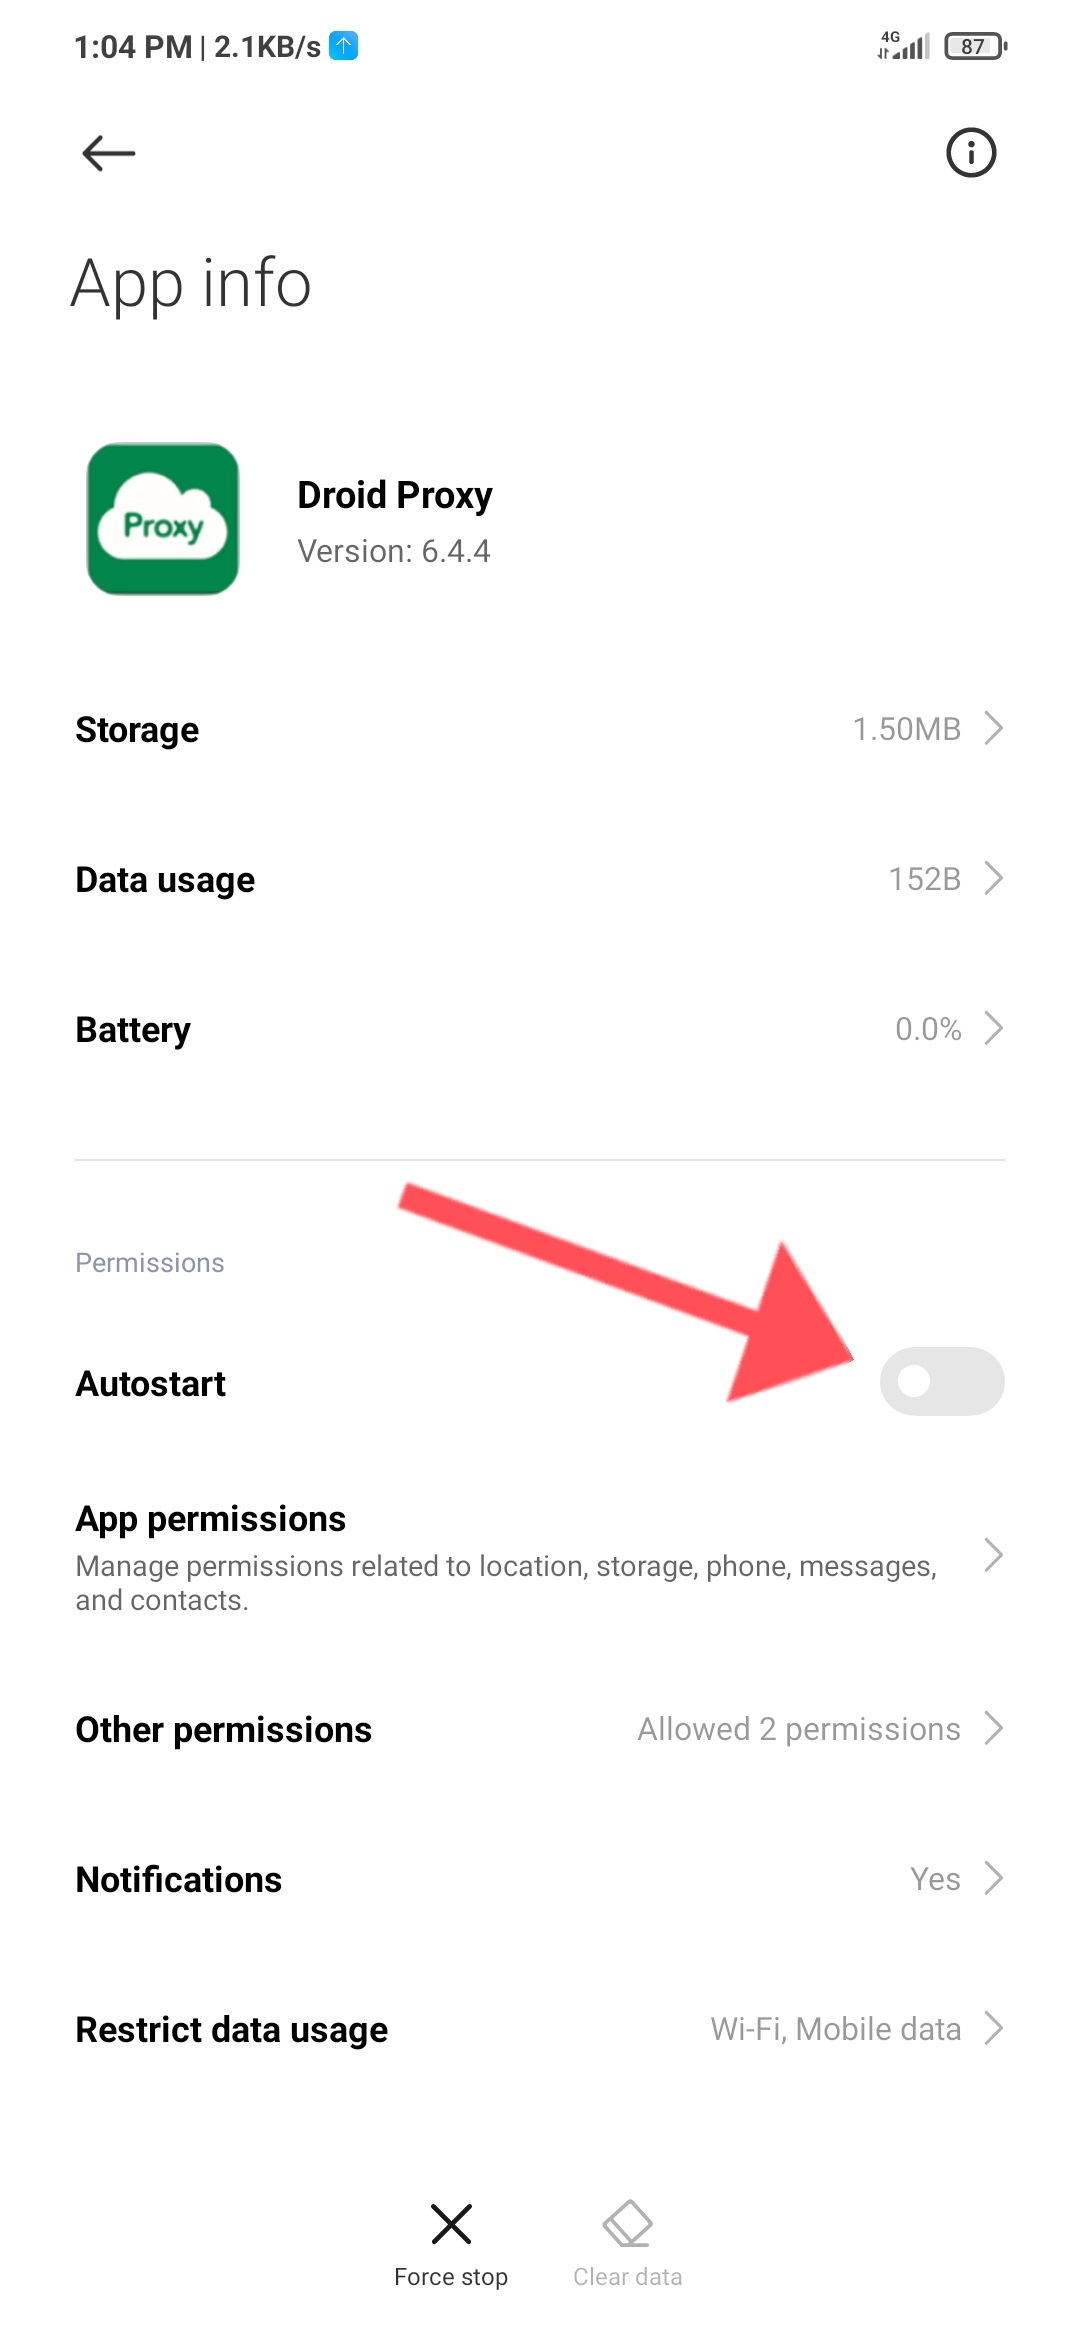 1:04 PM | 2.1KB/s
4G
87
App info
Proxy
Droid Proxy
Version: 6.4.4
Storage 1.50MB
Data usage 152B
Battery 0.0%
Permissions
Autostart
App permissions
Manage permissions related to location, storage, phone, messages,
and contacts.
Other permissions Allowed 2 permissions
Notifications Yes
Restrict data usage Wi-Fi, Mobile data
Force stop Clear data